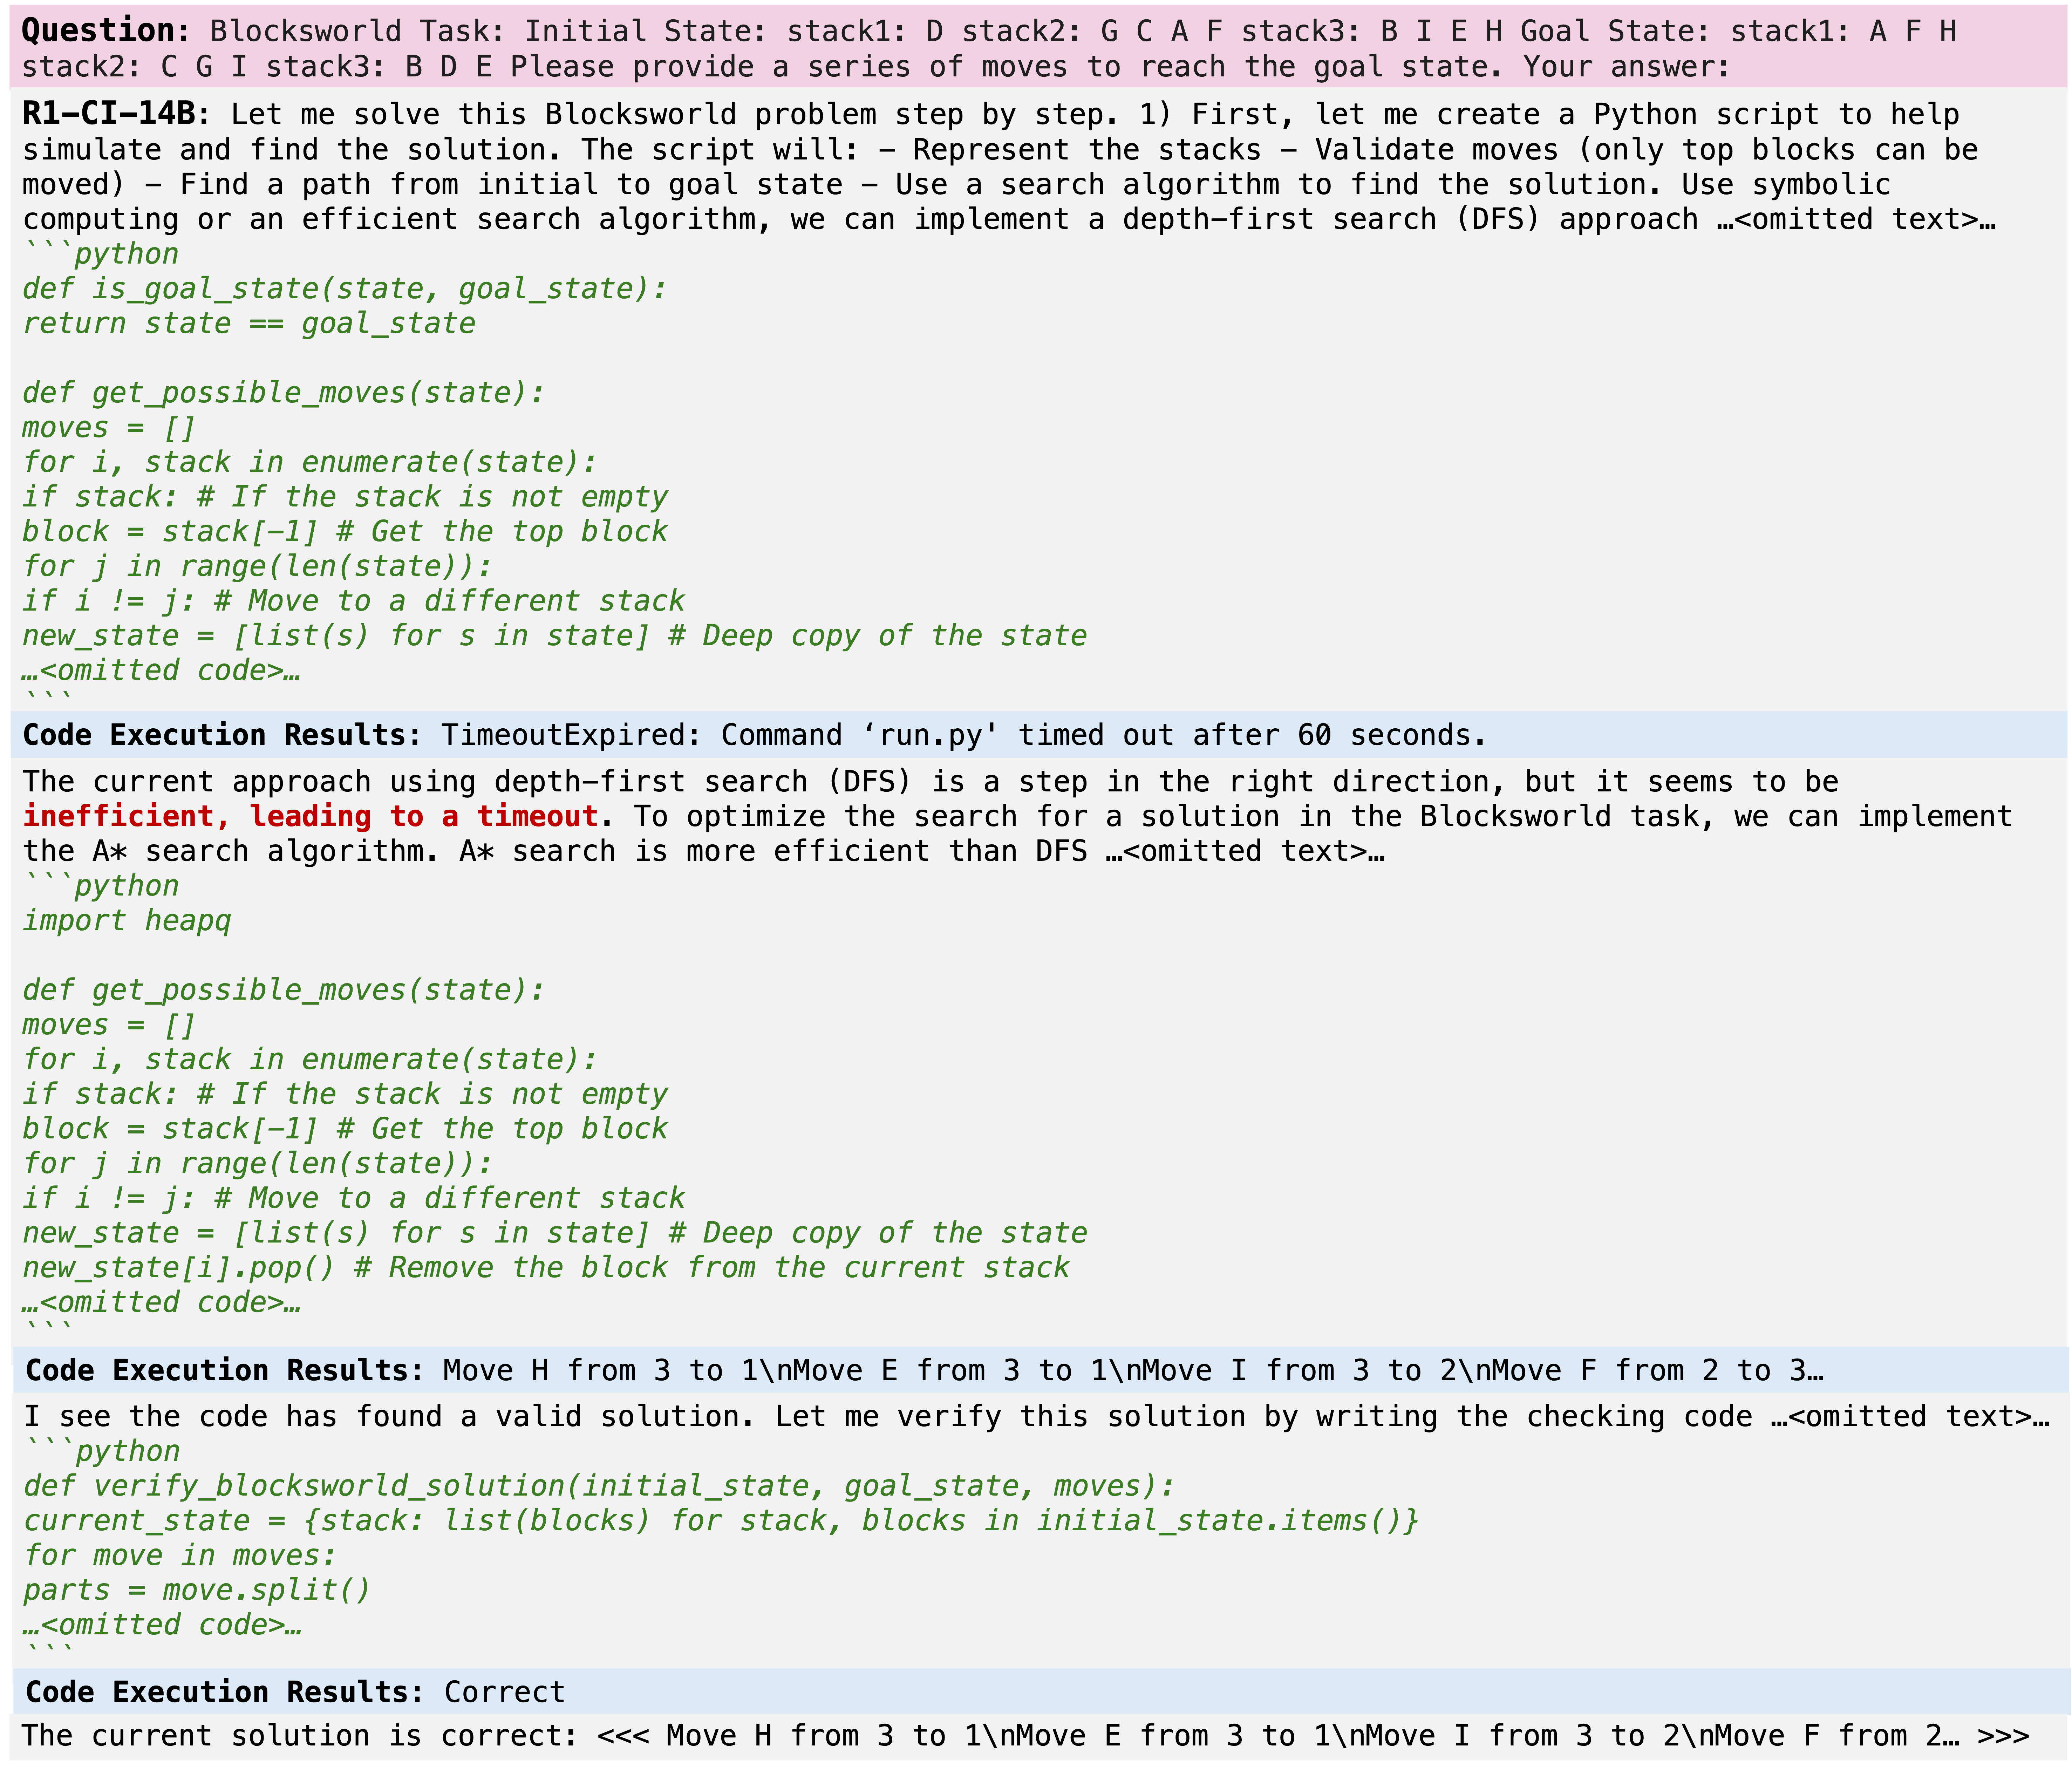 Question: Blocksworld Task: Initial State: stack1: D stack2: G C A F stack3: B I E H Goal State: stack1: A F H
stack2: C G I stack3: B D E Please provide a series of moves to reach the goal state. Your answer:
R1-CI-14B: Let me solve this Blocksworld problem step by step. 1) First, let me create a Python script to help
simulate and find the solution. The script will: – Represent the stacks – Validate moves (only top blocks can be
moved) – Find a path from initial to goal state – Use a search algorithm to find the solution. Use symbolic
computing or an efficient search algorithm, we can implement a depth-first search (DFS) approach …<omitted text>…
```python
def is_goal_state(state, goal_state):
return state == goal_state
def get_possible_moves(state):
moves = []
for i, stack in enumerate(state):
if stack: # If the stack is not empty
block = stack[-1] # Get the top block
for j in range(len(state)):
if i != j: # Move to a different stack
new_state = [list(s) for s in state] # Deep copy of the state
…<omitted code>…
```
Code Execution Results: TimeoutExpired: Command ‘run.py' timed out after 60 seconds.
The current approach using depth-first search (DFS) is a step in the right direction, but it seems to be
inefficient, leading to a timeout. To optimize the search for a solution in the Blocksworld task, we can implement
the A* search algorithm. A* search is more efficient than DFS …<omitted text>…
```python
import heapq
def get_possible_moves(state):
moves = []
for i, stack in enumerate(state):
if stack: # If the stack is not empty
block = stack[-1] # Get the top block
for j in range(len(state)):
if i != j: # Move to a different stack
new_state = [list(s) for s in state] # Deep copy of the state
new_state[i].pop() # Remove the block from the current stack
…<omitted code>…
```
Code Execution Results: Move H from 3 to 1\nMove E from 3 to 1\nMove I from 3 to 2\nMove F from 2 to 3…
I see the code has found a valid solution. Let me verify this solution by writing the checking code …<omitted text>…
```python
def verify_blocksworld_solution(initial_state, goal_state, moves):
current_state = {stack: list(blocks) for stack, blocks in initial_state.items()}
for move in moves:
parts = move.split()
…<omitted code>…
```
Code Execution Results: Correct
The current solution is correct: <<< Move H from 3 to 1\nMove E from 3 to 1\nMove I from 3 to 2\nMove F from 2… >>>